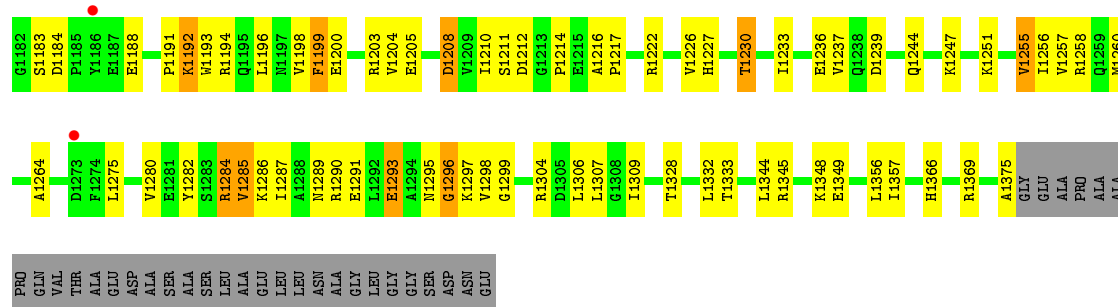 G1182 S1183 D1184 P1185 Y1186 E1187 E1188 P1191 K1192 W1193 R1194 Q1195 L1196 N1197 V1198 F1199 E1200 R1203 V1204 E1205 D1208 V1209 I1210 S1211 D1212 G1213 P1214 E1215 A1216 P1217 R1222 V1226 H1227 T1230 I1233 E1236 V1237 Q1238 D1239 Q1244 K1247 K1251 V1255 I1256 V1257 R1258 Q1259 M1260
A1264 D1273 F1274 L1275 V1280 E1281 Y1282 S1283 R1284 V1285 K1286 I1287 A1288 N1289 R1290 E1291 L1292 E1293 A1294 N1295 G1296 K1297 V1298 G1299 R1304 D1305 L1306 L1307 G1308 I1309 T1328 L1332 T1333 L1344 R1345 K1348 E1349 L1356 I1357 H1366 R1369 A1375 GLY GLU ALA PRO ALA ALA
PRO GLN VAL THR ALA GLU ASP ALA SER ALA SER LEU ALA GLU LEU LEU ASN ALA GLY LEU GLY GLY SER ASP ASN GLU